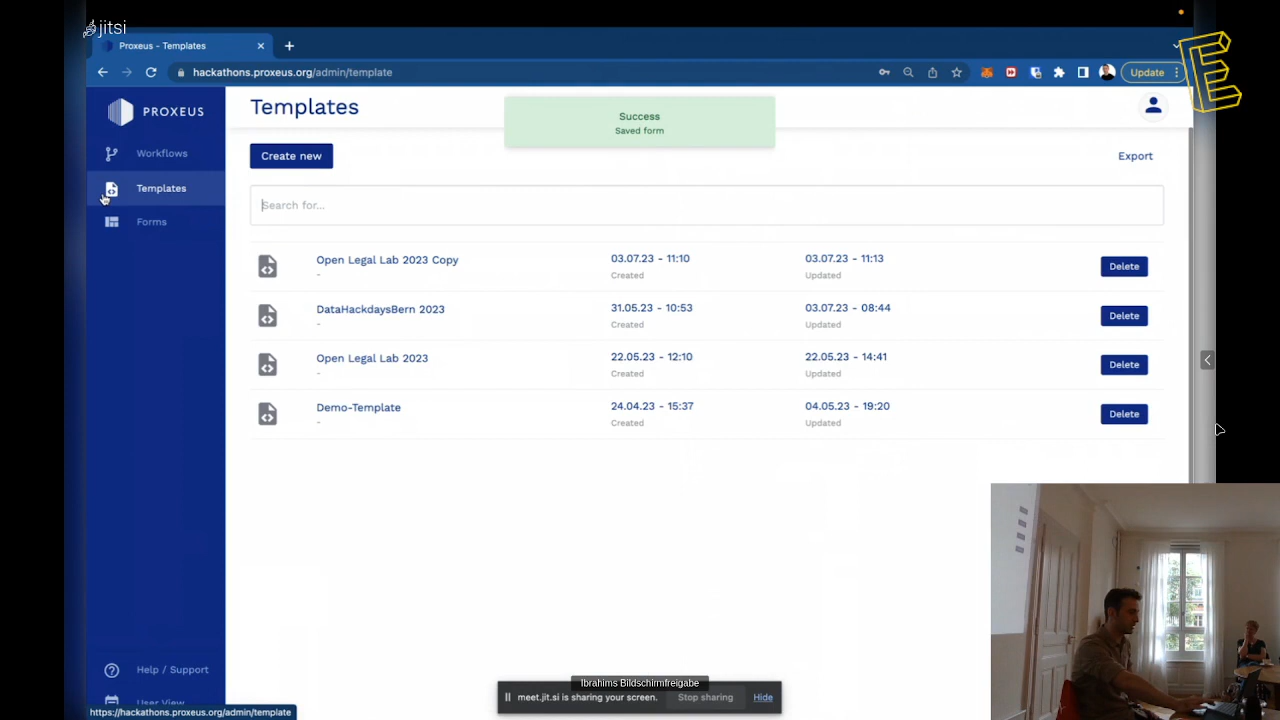 jitsi
Proxeus - Templates
hackathons.proxeus.org/admin/template
Update
E
PROXEUS
Templates
Success
Saved form
Workflows
Create new
Export
Templates
Search for...
Forms
Open Legal Lab 2023 Copy
-
03.07.23 - 11:10
Created
03.07.23 - 11:13
Updated
Delete
DataHackdaysBern 2023
-
31.05.23 - 10:53
Created
03.07.23 - 08:44
Updated
Delete
Open Legal Lab 2023
-
22.05.23 - 12:10
Created
22.05.23 - 14:41
Updated
Delete
Demo-Template
-
24.04.23 - 15:37
Created
04.05.23 - 19:20
Updated
Delete
Help / Support
User View
Ibrahims Bildschirmfreigabe
meet.jit.si is sharing your screen.
Stop sharing
Hide
https://hackathons.proxeus.org/admin/template